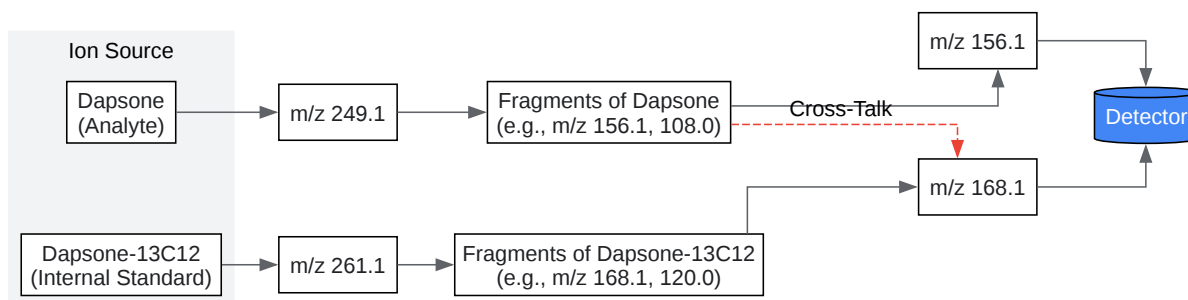 Ion Source
Dapsone
(Analyte)
m/z 249.1
Fragments of Dapsone
(e.g., m/z 156.1, 108.0)
Cross-Talk
m/z 156.1
Detector
m/z 168.1
Dapsone-13C12
(Internal Standard)
m/z 261.1
Fragments of Dapsone-13C12
(e.g., m/z 168.1, 120.0)